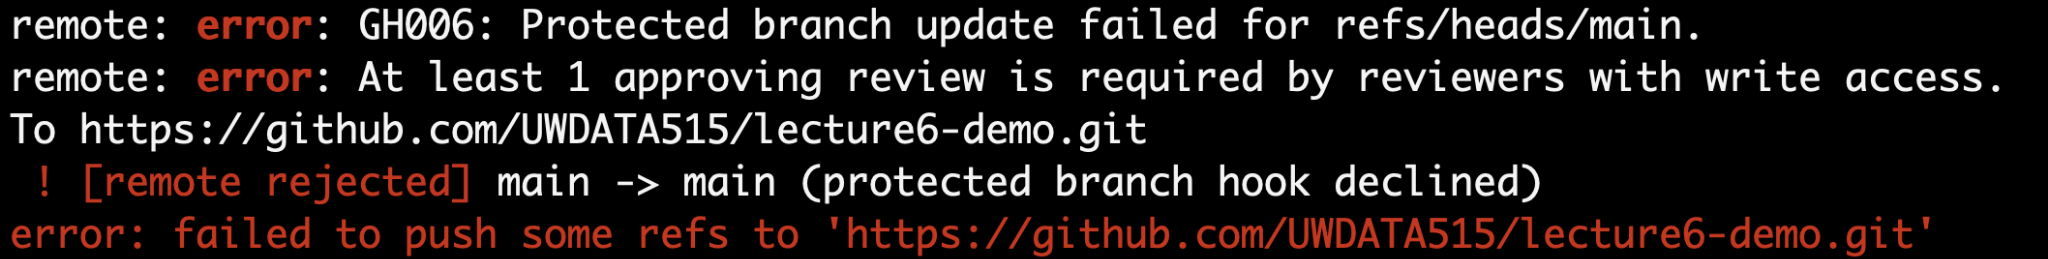 remote: error: GH006: Protected branch update failed for refs/heads/main.
remote: error: At least 1 approving review is required by reviewers with write access.
To https://github.com/UWDATA515/lecture6-demo.git
 ! [remote rejected] main -> main (protected branch hook declined)
error: failed to push some refs to 'https://github.com/UWDATA515/lecture6-demo.git'